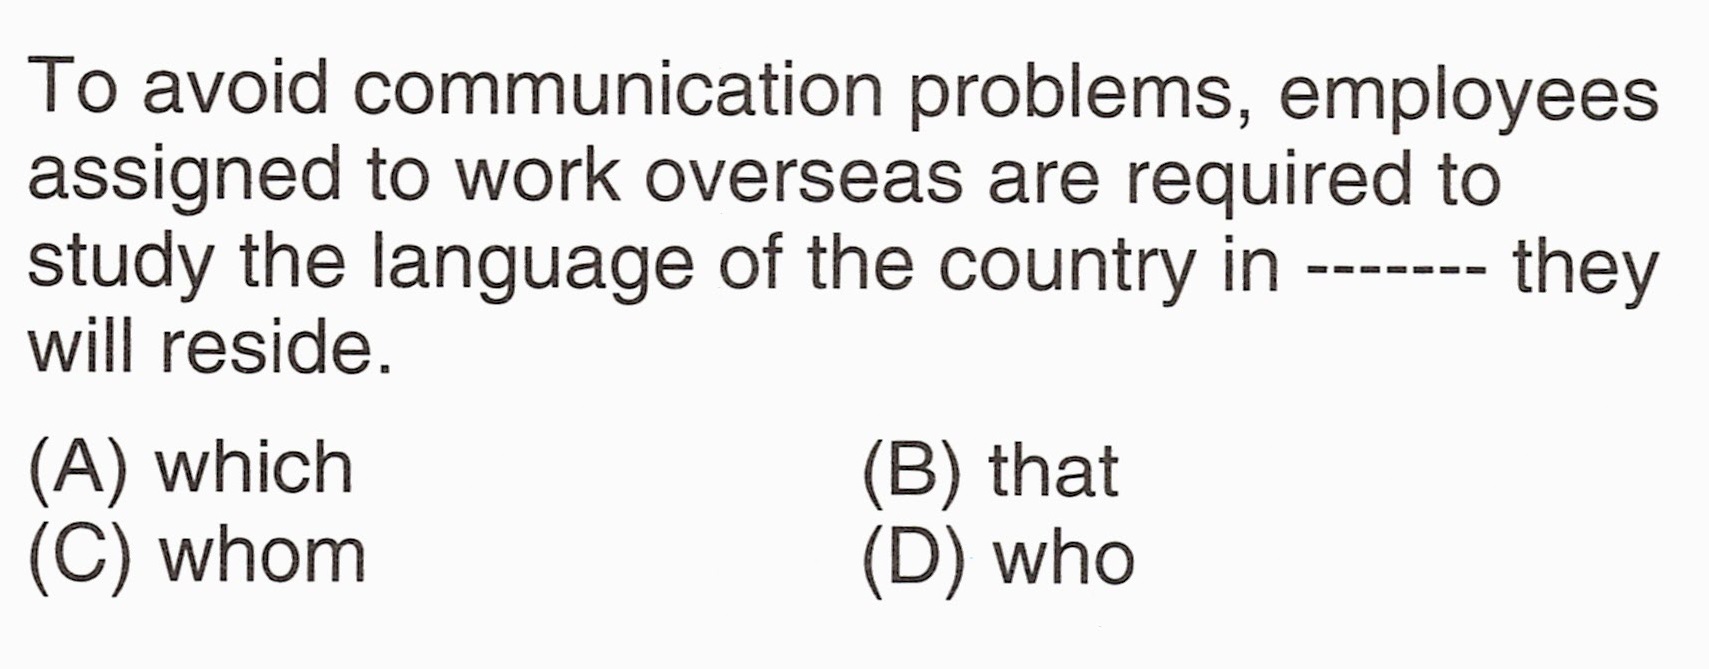 To avoid communication problems, employees
assigned to work overseas are required to
study the language of the country in ------- they
will reside.
(A) which (B) that
(C) whom (D) who